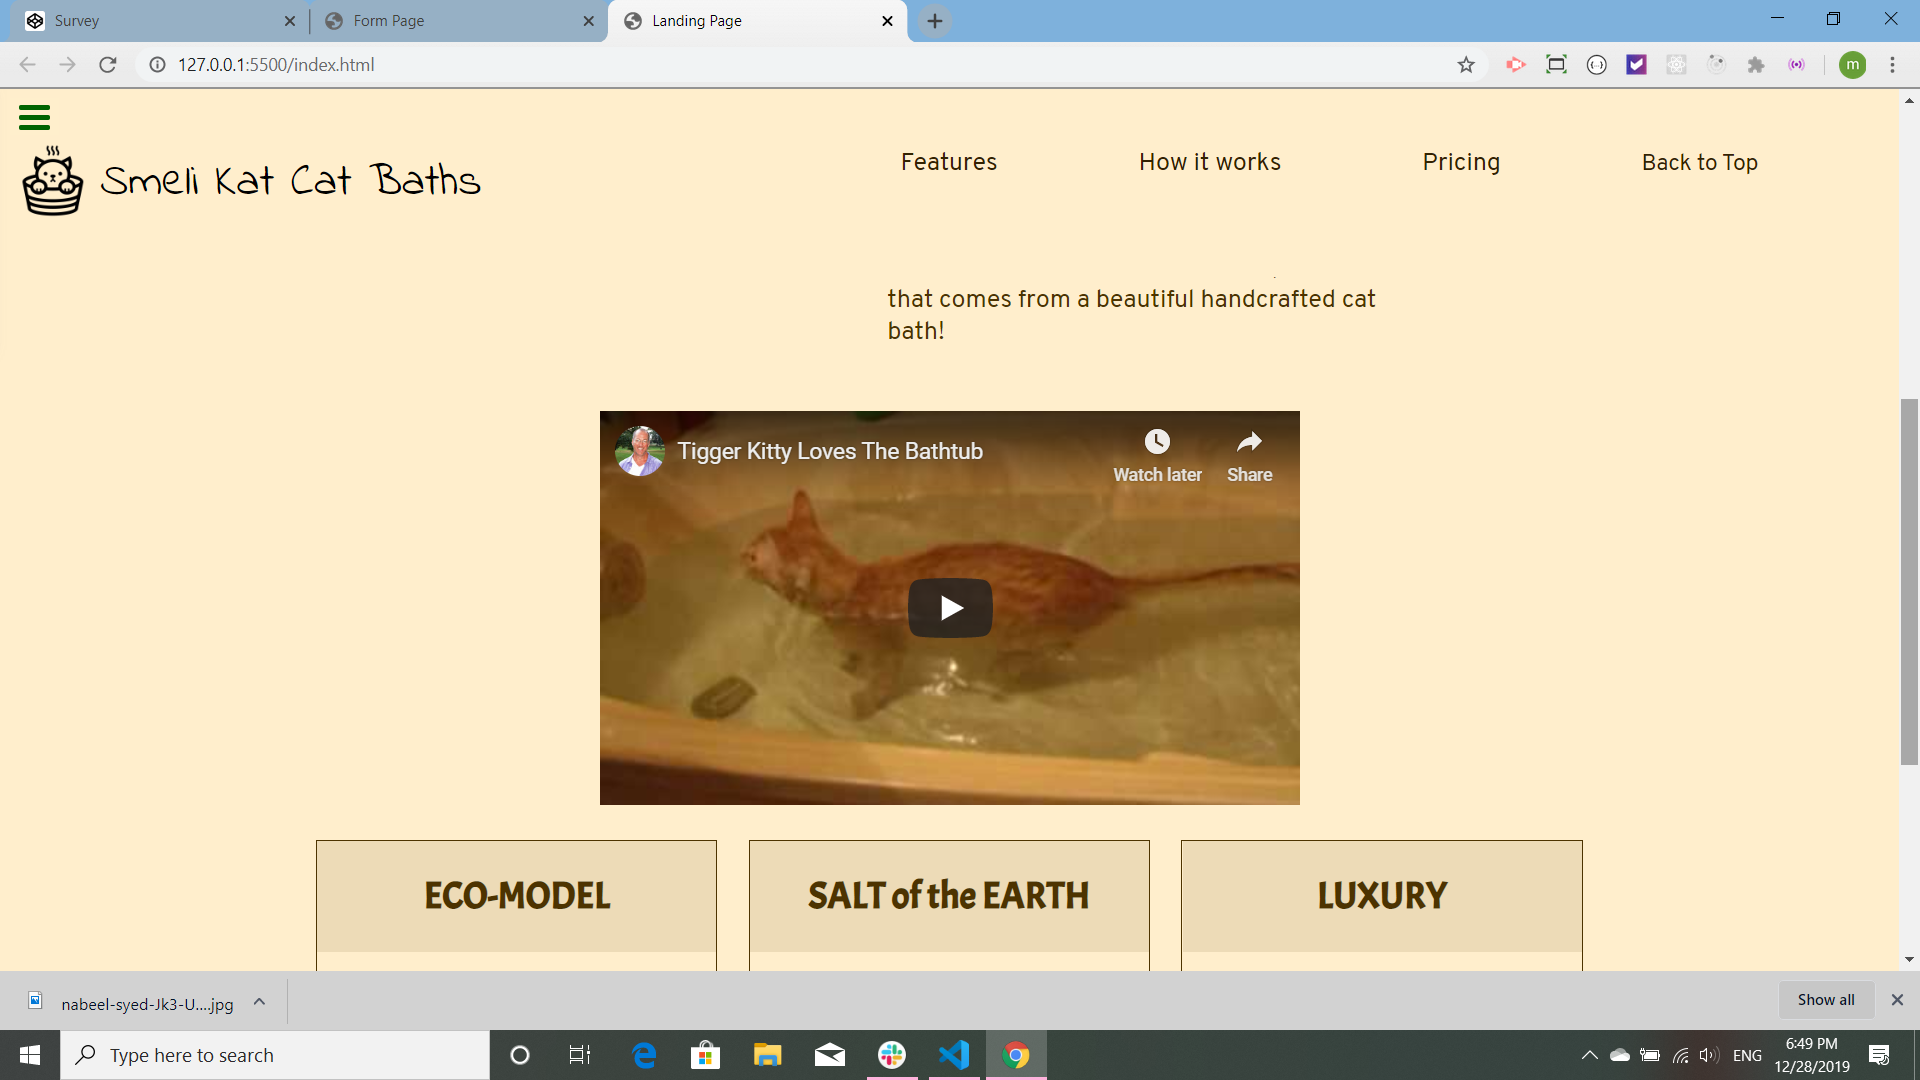 Survey
Form Page
Landing Page
127.0.0.1:5500/index.html
m
Smeli Kat Cat Baths
Features
How it works
Pricing
Back to Top
that comes from a beautiful handcrafted cat
bath!
Tigger Kitty Loves The Bathtub
Watch later
Share
ECO-MODEL
SALT of the EARTH
LUXURY
nabeel-syed-Jk3-U....jpg
Show all
Type here to search
ENG
6:49 PM
12/28/2019